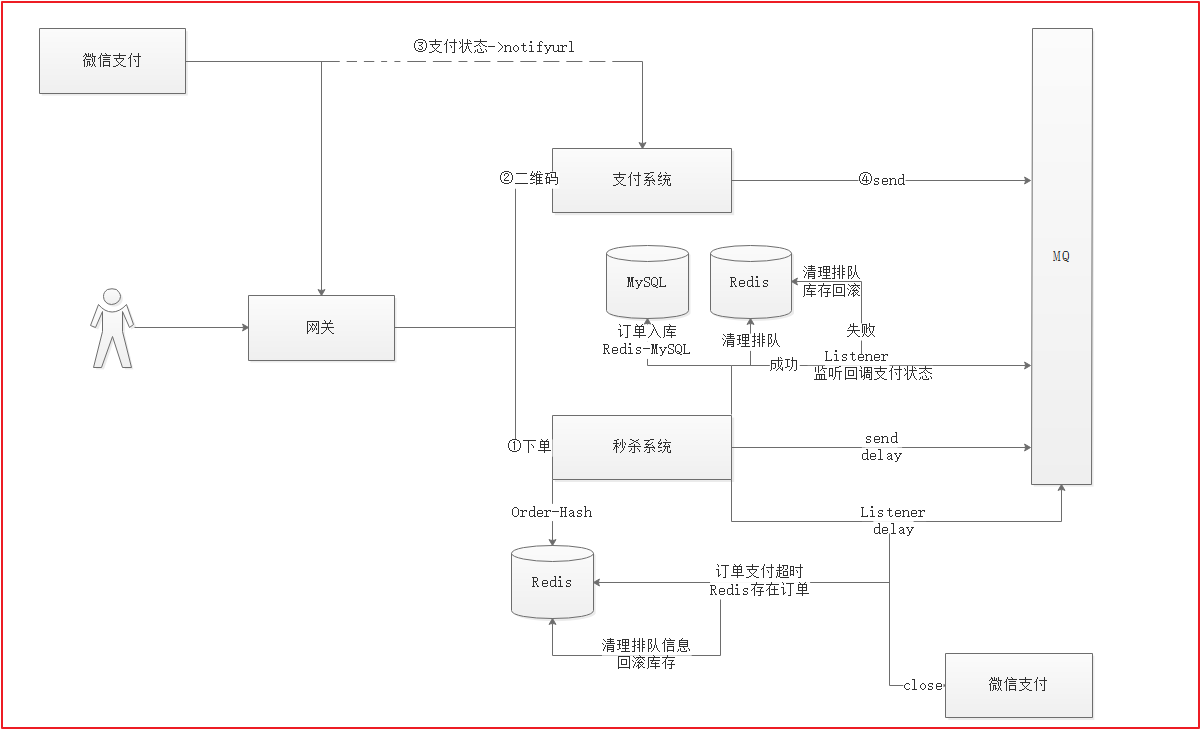 ③支付状态->notifyurl
微信支付
②二维码
支付系统
④send
MQ
MySQL
Redis
清理排队
库存回滚
网关
订单入库
Redis-MySQL
清理排队
失败
成功
Listener
监听回调支付状态
①下单
秒杀系统
send
delay
Order-Hash
Listener
delay
Redis
订单支付超时
Redis存在订单
清理排队信息
回滚库存
close
微信支付